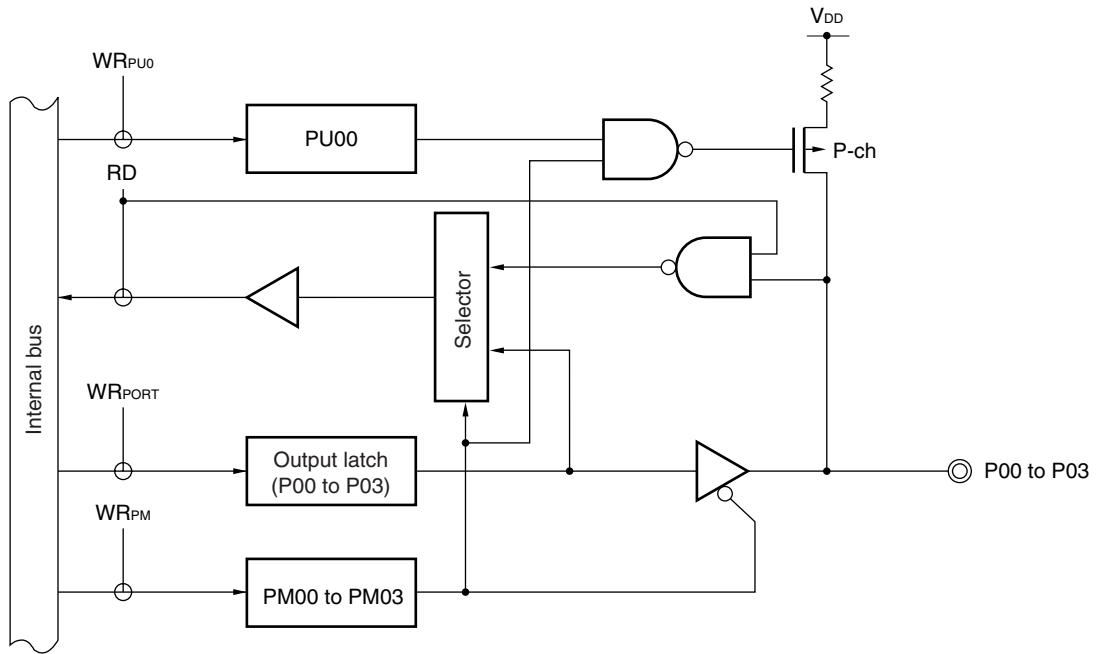 VDD
WRPU0
PU00
P-ch
RD
Selector
Internal bus
WRPORT
Output latch
(P00 to P03)
P00 to P03
WRPM
PM00 to PM03